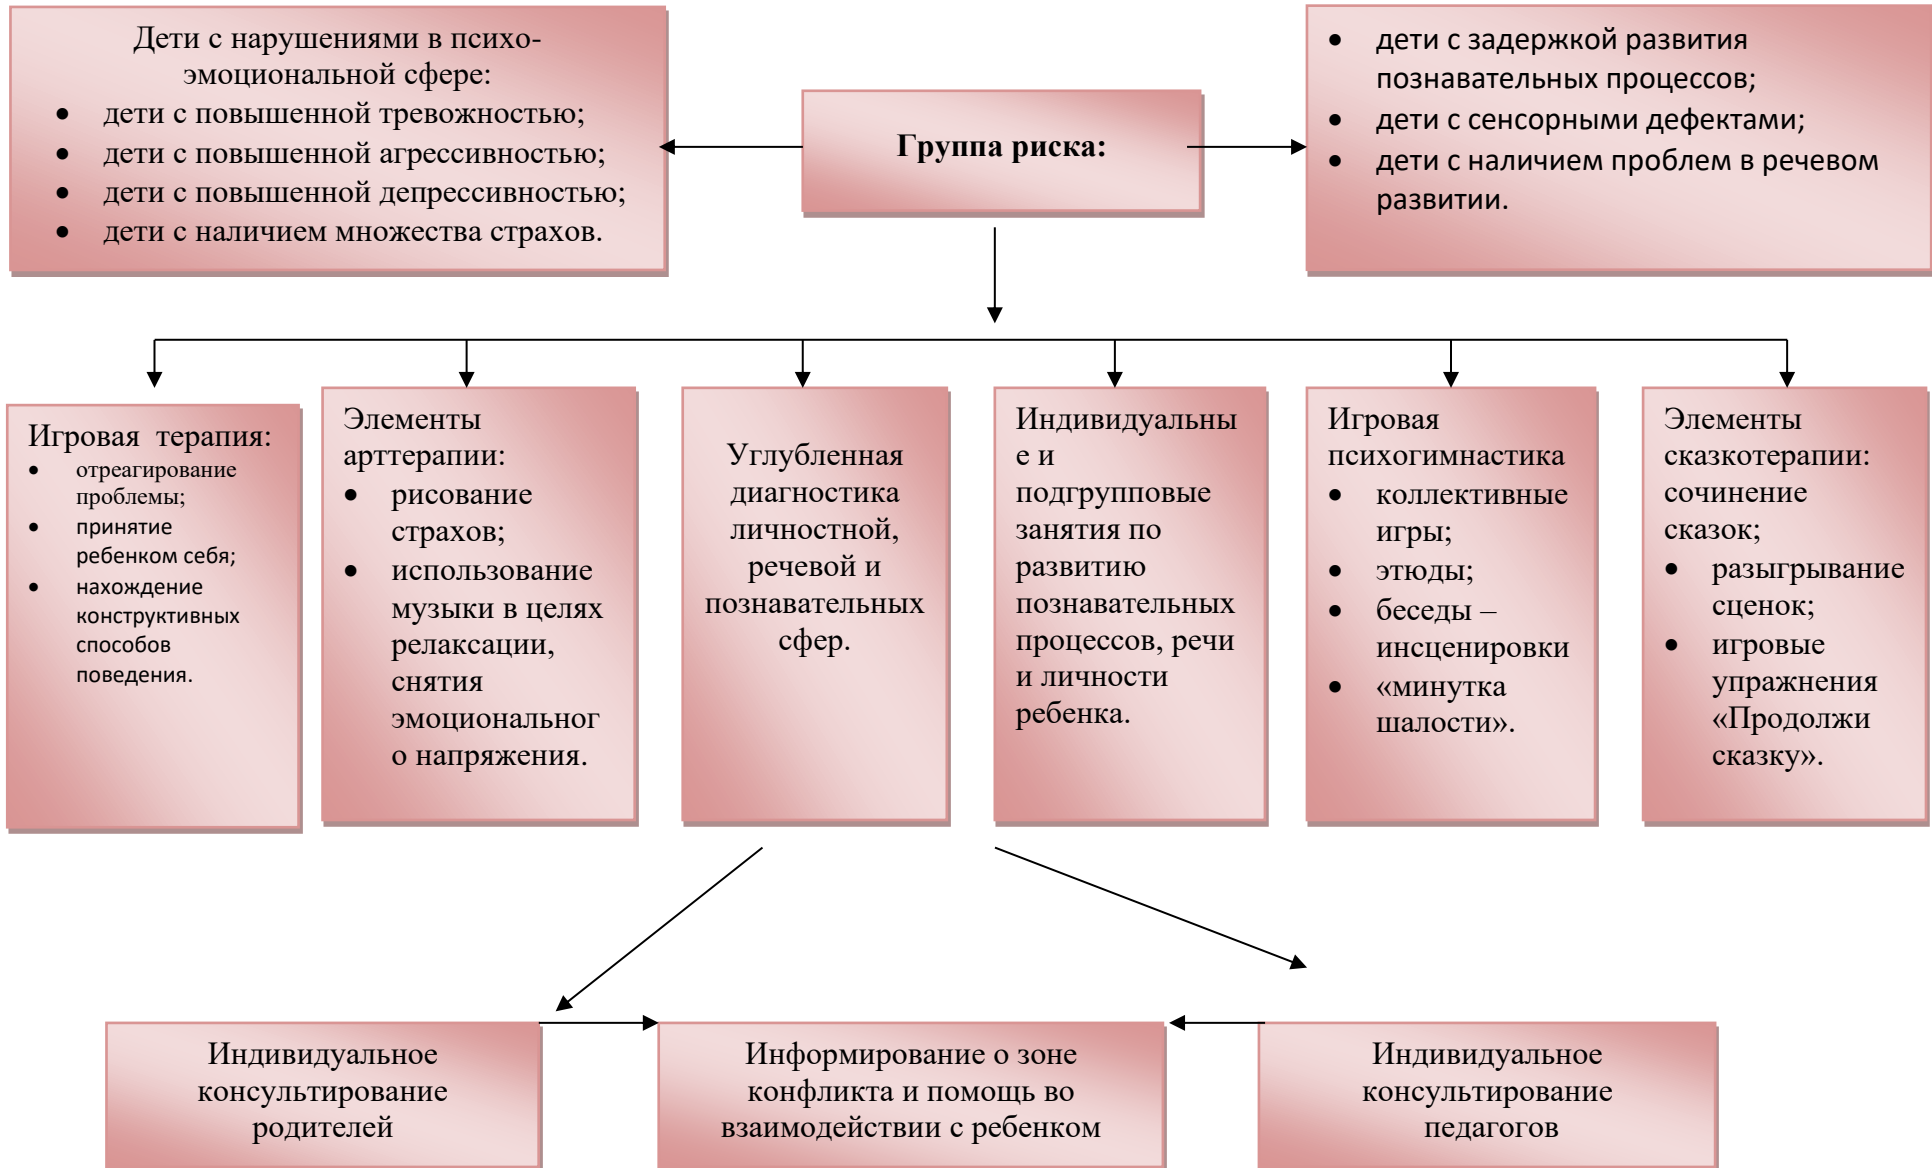 Дети с нарушениями в психо-
эмоциональной сфере:
• дети с повышенной тревожностью;
• дети с повышенной агрессивностью;
• дети с повышенной депрессивностью;
• дети с наличием множества страхов.
Группа риска:
• дети с задержкой развития
познавательных процессов;
• дети с сенсорными дефектами;
• дети с наличием проблем в речевом
развитии.
Игровая терапия:
• отреагирование
проблемы;
• принятие
ребенком себя;
• нахождение
конструктивных
способов
поведения.
Элементы
арттерапии:
• рисование
страхов;
• использование
музыки в целях
релаксации,
снятия
эмоциональног
о напряжения.
Углубленная
диагностика
личностной,
речевой и
познавательных
сфер.
Индивидуальны
е и
подгрупповые
занятия по
развитию
познавательных
процессов, речи
и личности
ребенка.
Игровая
психогимнастика
• коллективные
игры;
• этюды;
• беседы –
инсценировки
• «минутка
шалости».
Элементы
сказкотерапии:
сочинение
сказок;
• разыгрывание
сценок;
• игровые
упражнения
«Продолжи
сказку».
Индивидуальное
консультирование
родителей
Информирование о зоне
конфликта и помощь во
взаимодействии с ребенком
Индивидуальное
консультирование
педагогов